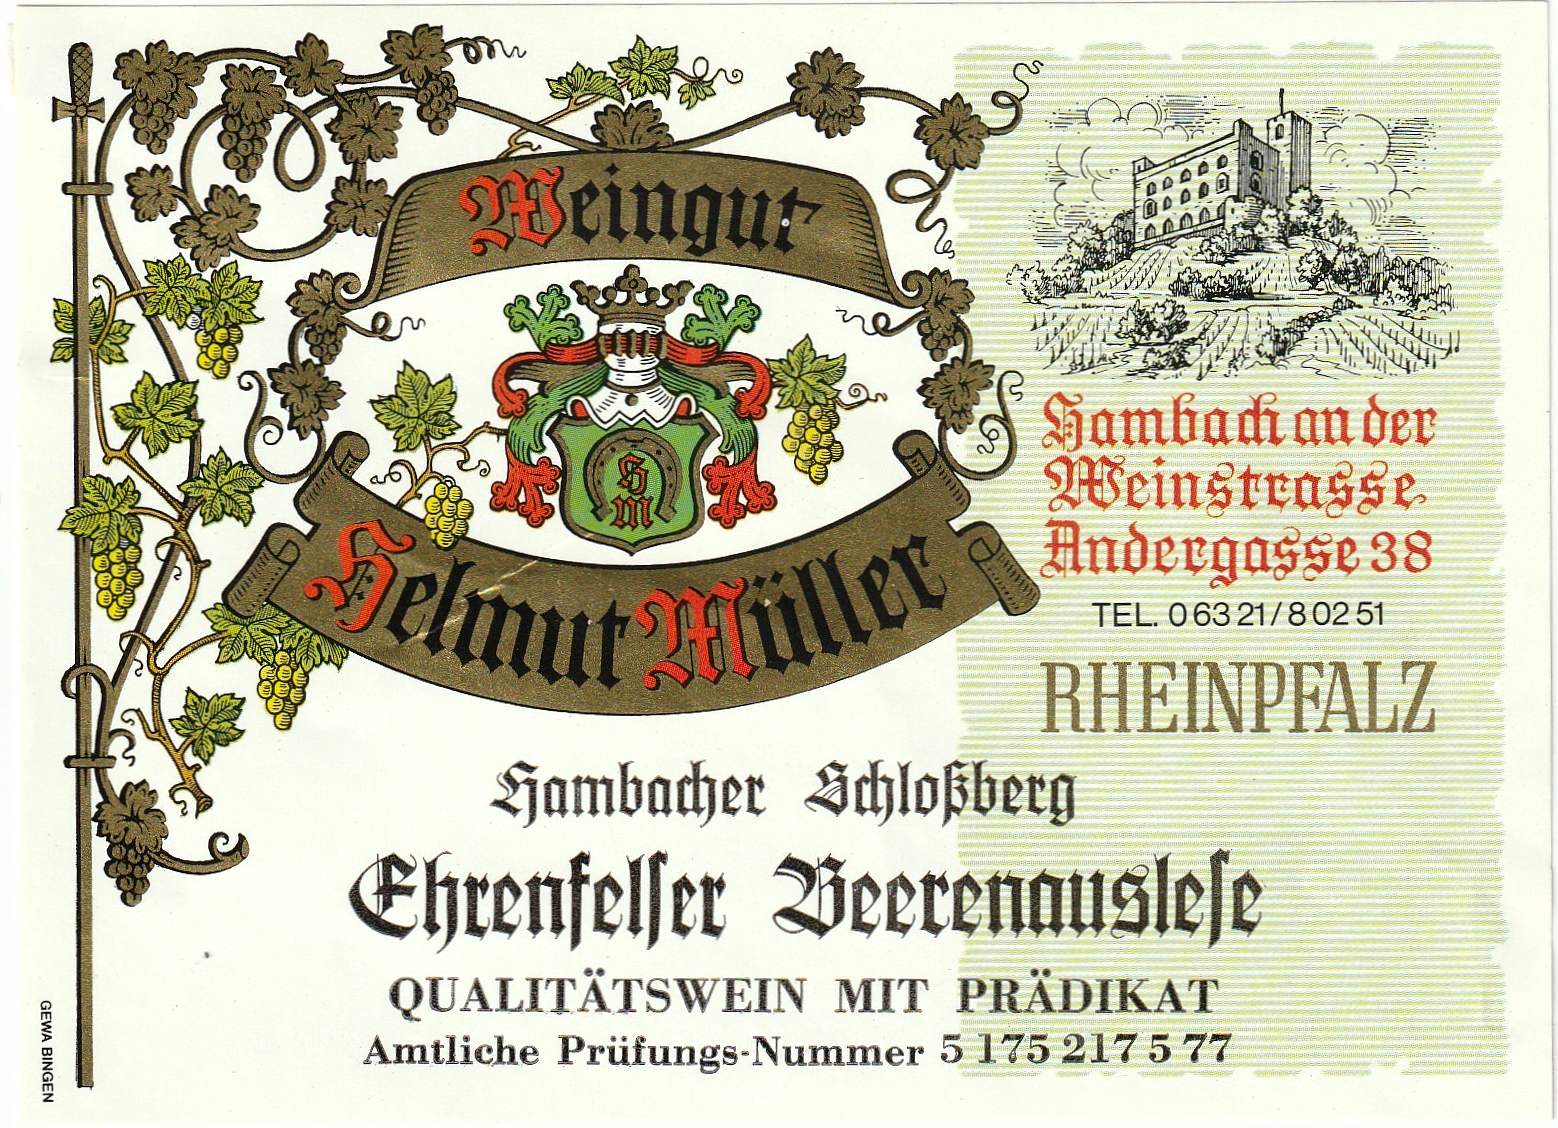 Weingut
H
M
Helmut Müller
Hambach an der
Weinstrasse
Andergasse 38
TEL. 0 63 21 / 8 02 51
RHEINPFALZ
Hambacher Schloßberg
Ehrenfelser Beerenauslese
QUALITÄTSWEIN MIT PRÄDIKAT
Amtliche Prüfungs-Nummer 5 175 217 5 77
GEWA BINGEN